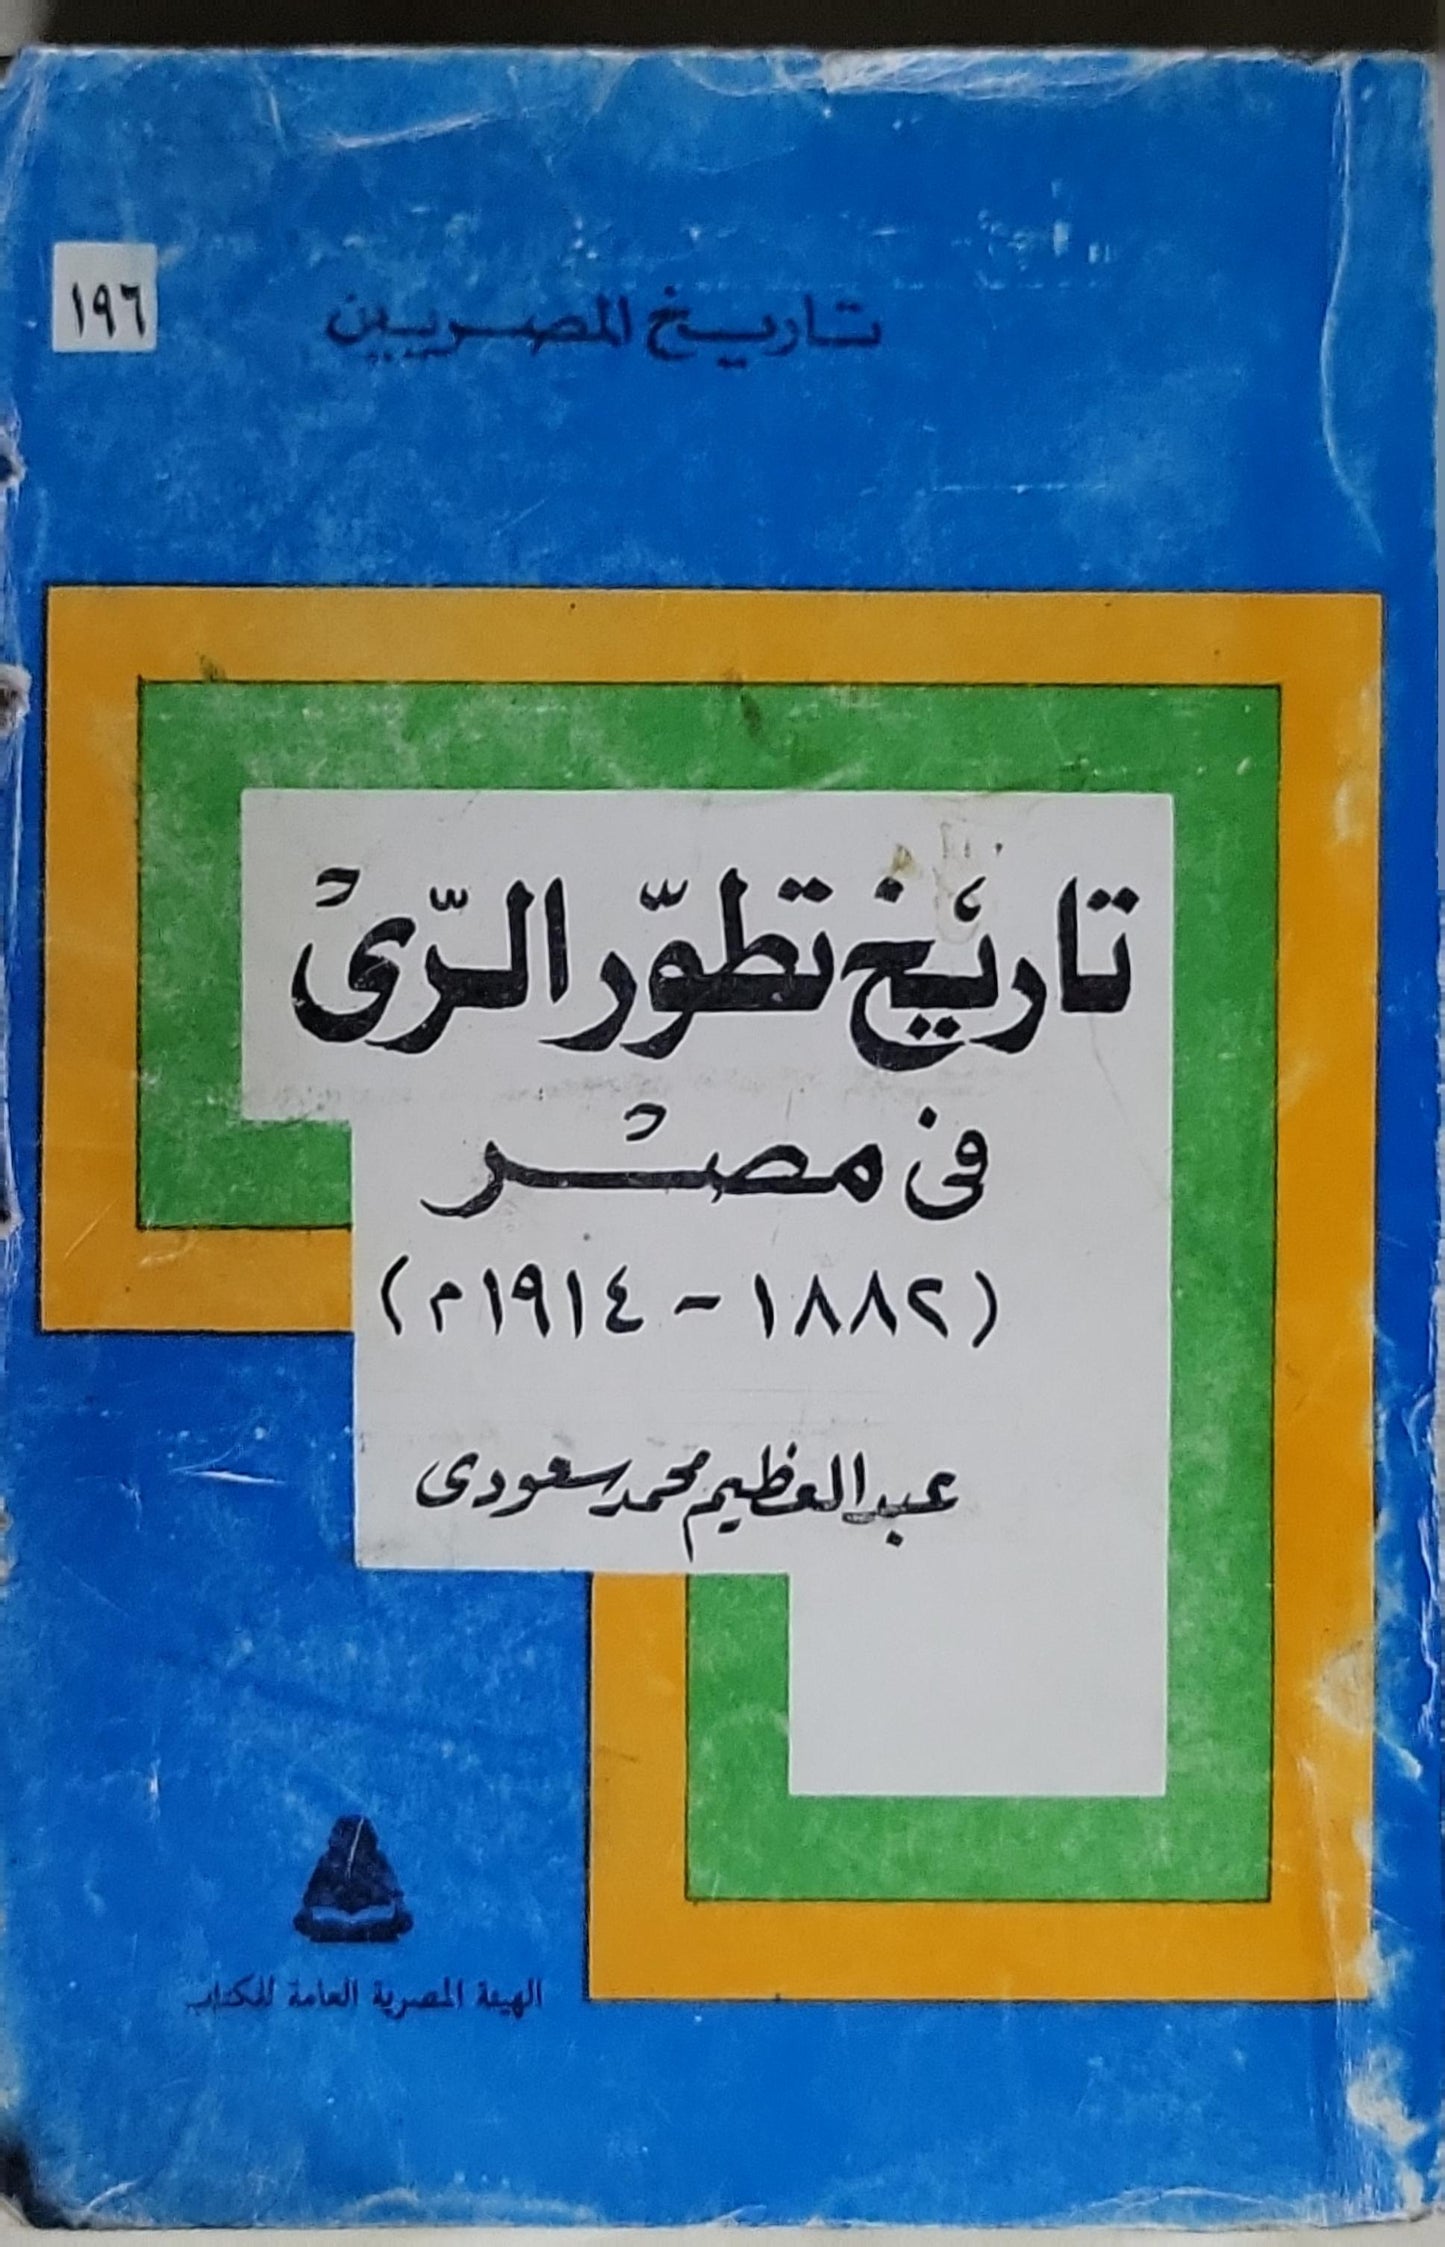 ١٩٦
تاريخ المصريين
تاريخ تطوّر الرّى
فى مصر
(١٨٨٢ - ١٩١٤م)
عبد العظيم محمد سعودى
الهيئة المصرية العامة للكتاب